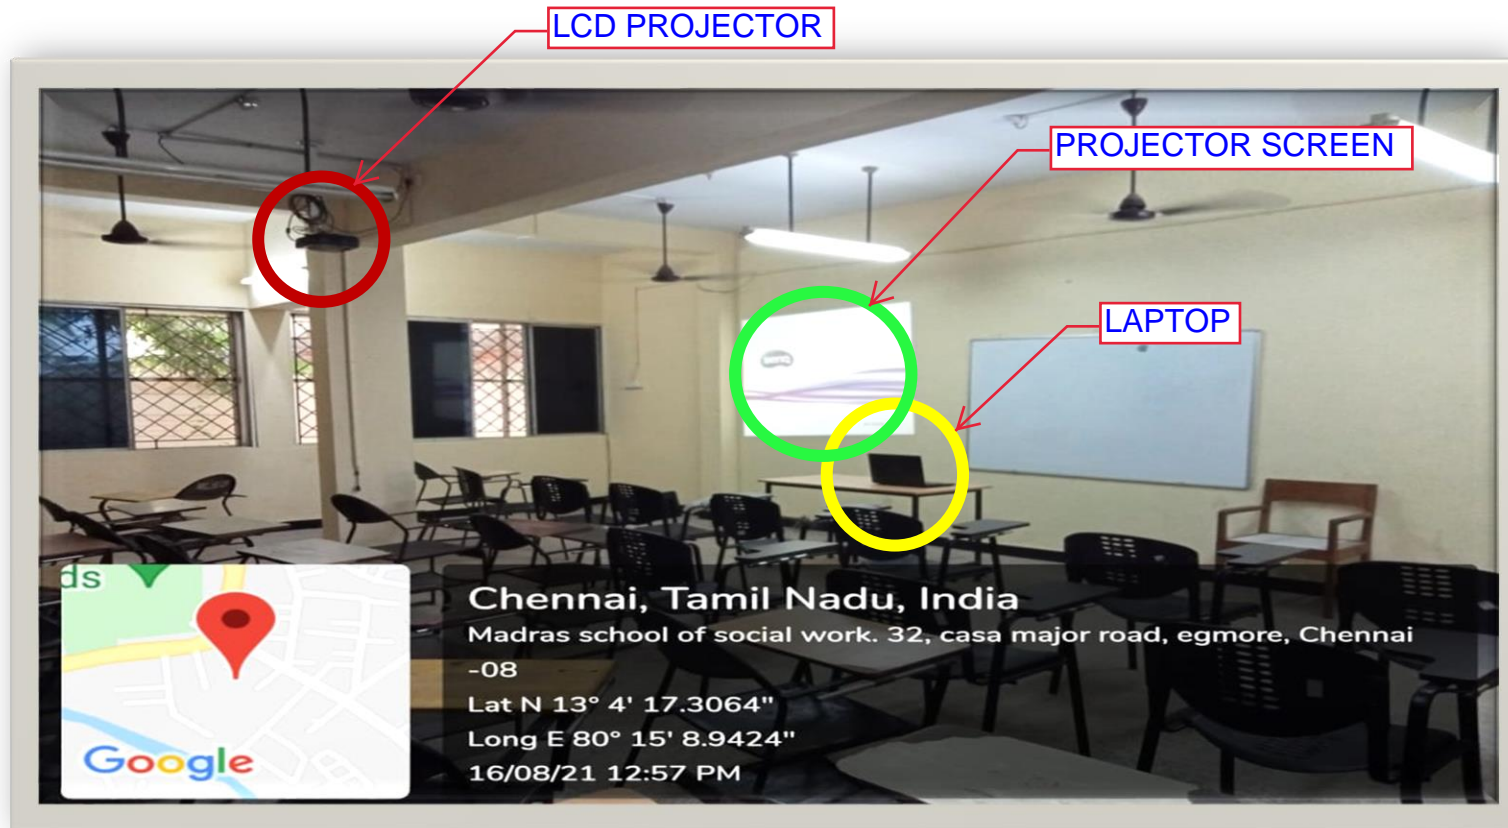 LCD PROJECTOR
PROJECTOR SCREEN
LAPTOP
BenQ
ds
Chennai, Tamil Nadu, India
Madras school of social work. 32, casa major road, egmore, Chennai
-08
Lat N 13° 4' 17.3064"
Long E 80° 15' 8.9424"
16/08/21 12:57 PM
Google